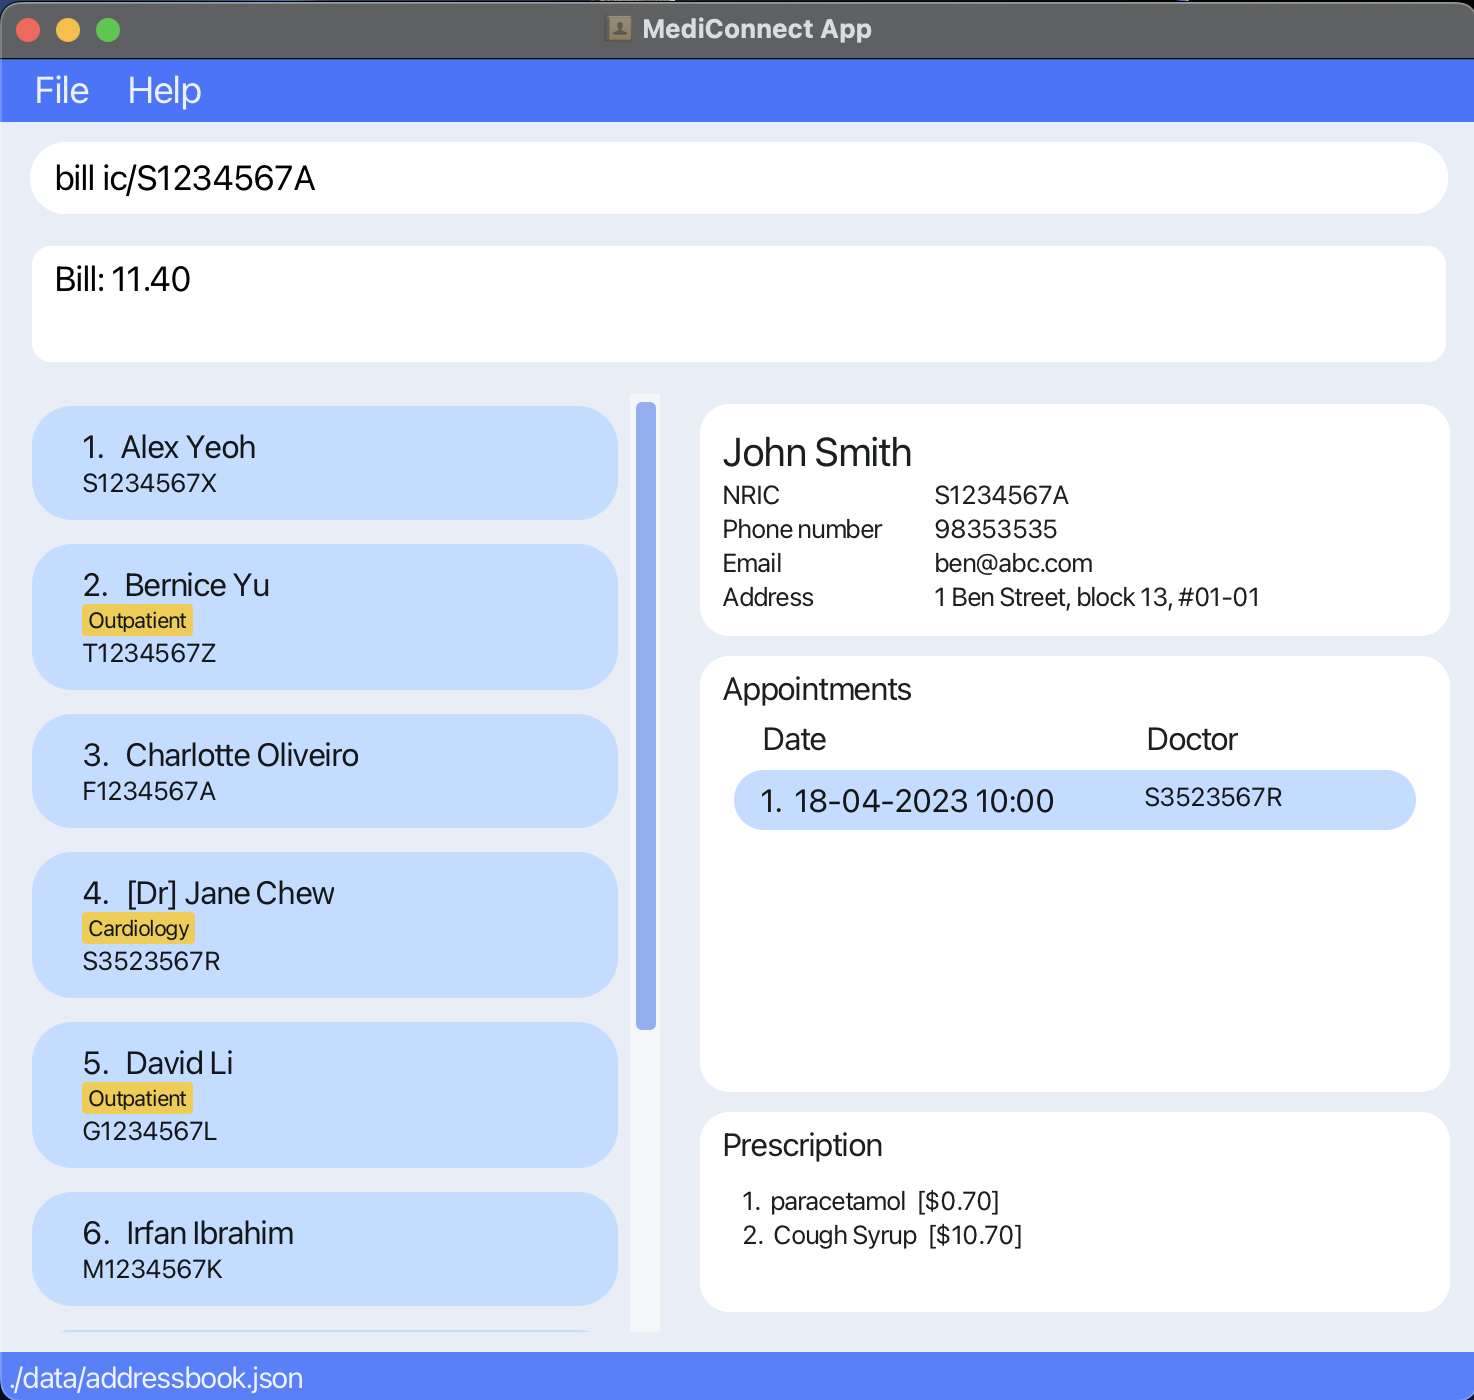 MediConnect App
File Help
bill ic/S1234567A
Bill: 11.40
1. Alex Yeoh
S1234567X
2. Bernice Yu
Outpatient
T1234567Z
3. Charlotte Oliveiro
F1234567A
4. [Dr] Jane Chew
Cardiology
S3523567R
5. David Li
Outpatient
G1234567L
6. Irfan Ibrahim
M1234567K
John Smith
NRIC S1234567A
Phone number 98353535
Email ben@abc.com
Address 1 Ben Street, block 13, #01-01
Appointments
Date Doctor
1. 18-04-2023 10:00 S3523567R
Prescription
1. paracetamol [$0.70]
2. Cough Syrup [$10.70]
./data/addressbook.json